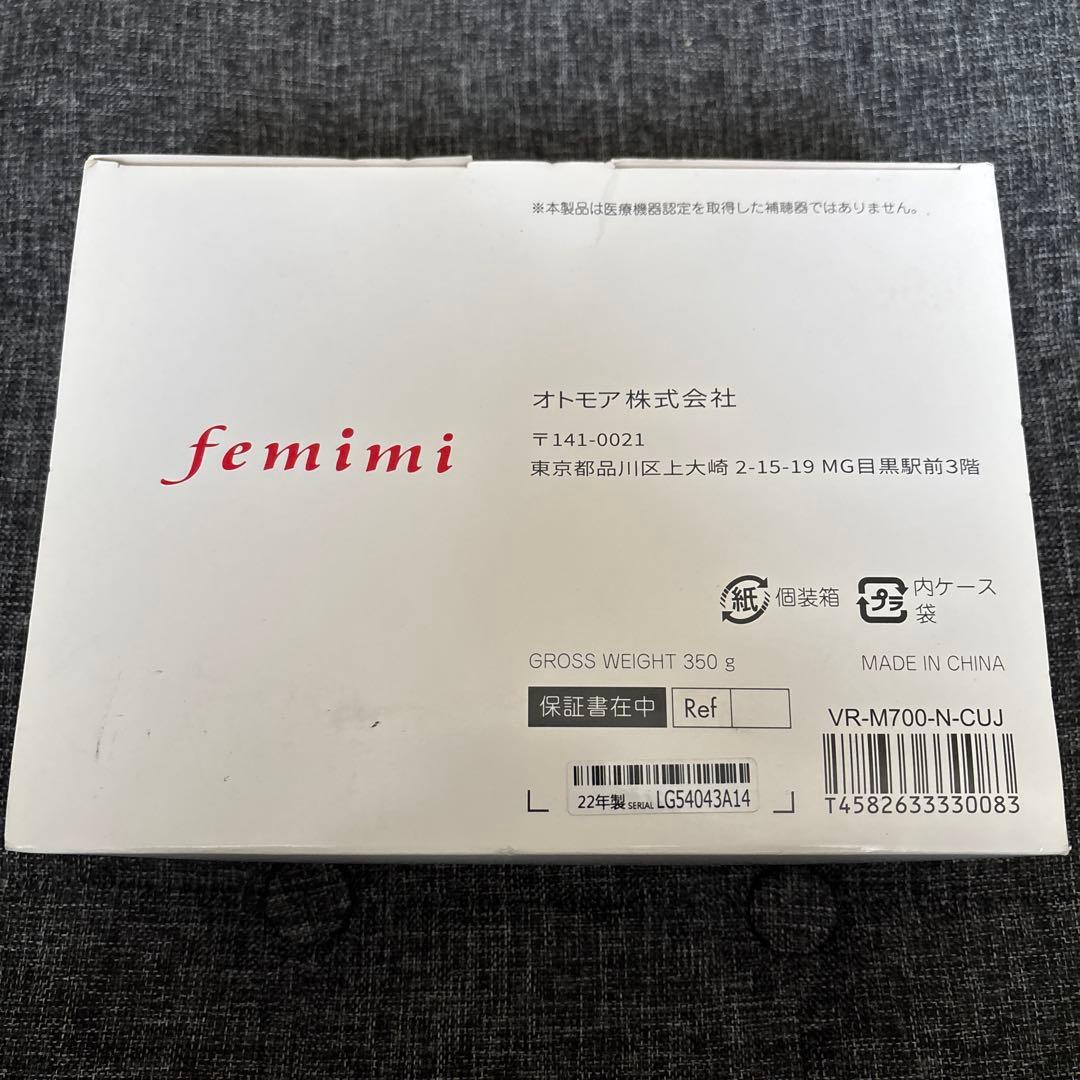 ※本製品は医療機器認定を取得した補聴器ではありません。
femimi
オトモア株式会社
〒141-0021
東京都品川区上大崎 2-15-19 MG目黒駅前3階
紙 個装箱
プラ 内ケース
袋
GROSS WEIGHT 350 g
MADE IN CHINA
保証書在中 Ref
VR-M700-N-CUJ
22年製 SERIAL LG54043A14
T4582633330083